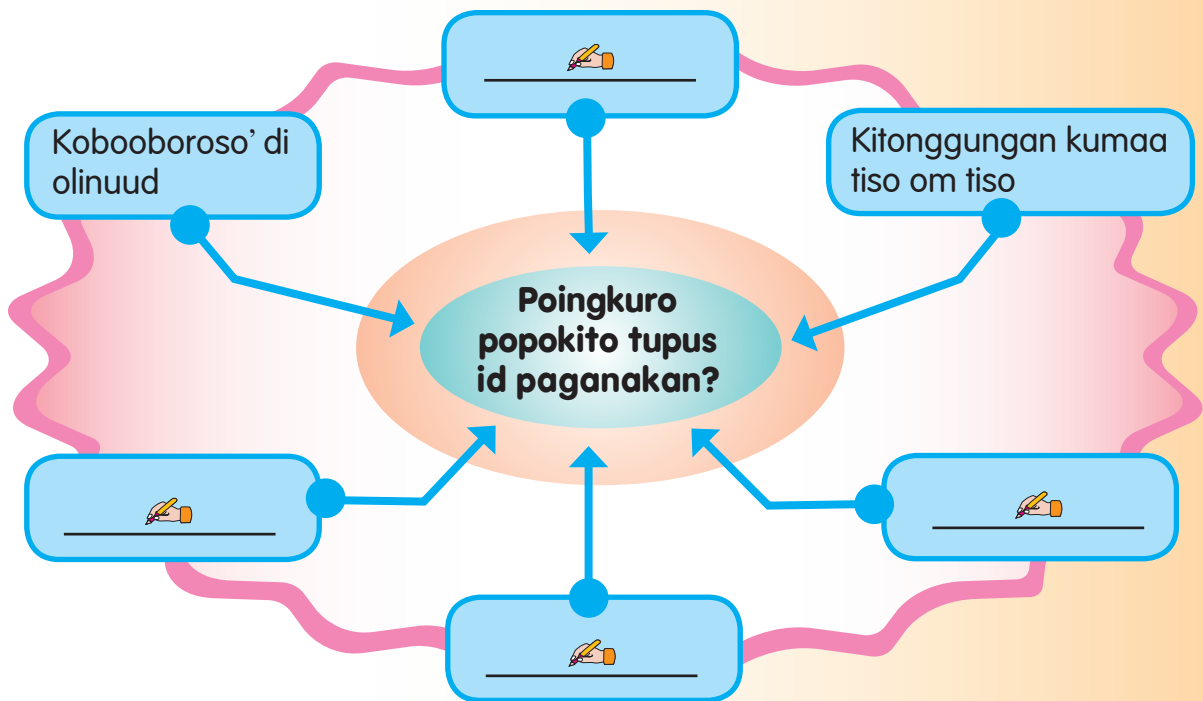 Kobooboroso’ di
olinuud
Kitonggungan kumaa
tiso om tiso
Poingkuro
popokito tupus
id paganakan?